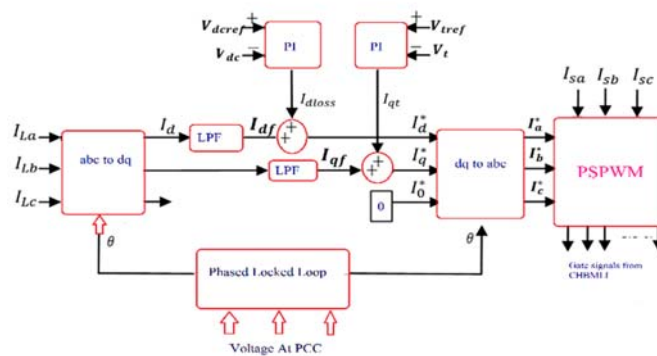 V_dcref
+
V_dc
−
PI
PI
+
V_tref
−
V_t
I_dloss
I_qt
I_sa
I_sb
I_sc
I_La
I_Lb
I_Lc
abc to dq
I_d
LPF
I_df
+
+
I_d^*
LPF
I_qf
+
+
I_q^*
0
I_0^*
dq to abc
I_a^*
I_b^*
I_c^*
PSPWM
θ
θ
Phased Locked Loop
Gate signals from
CHBMLI
Voltage At PCC